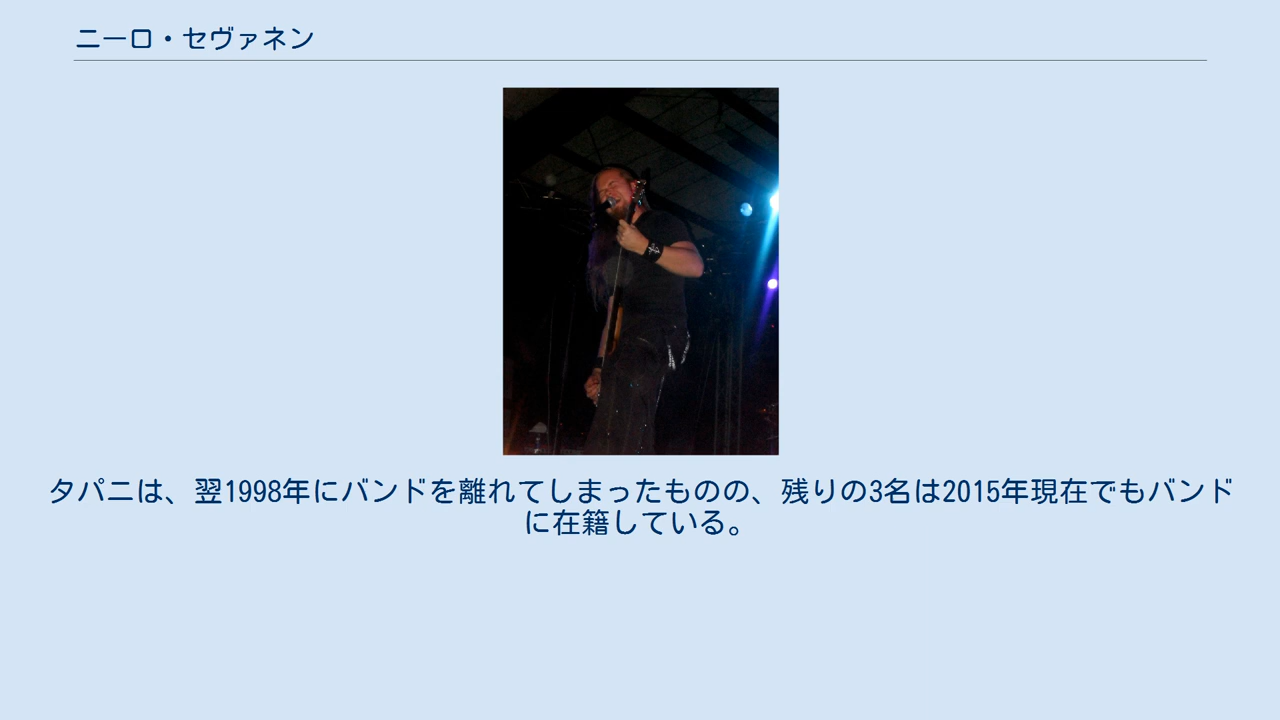 ニーロ・セヴァネン
タパニは、翌1998年にバンドを離れてしまったものの、残りの3名は2015年現在でもバンド
に在籍している。